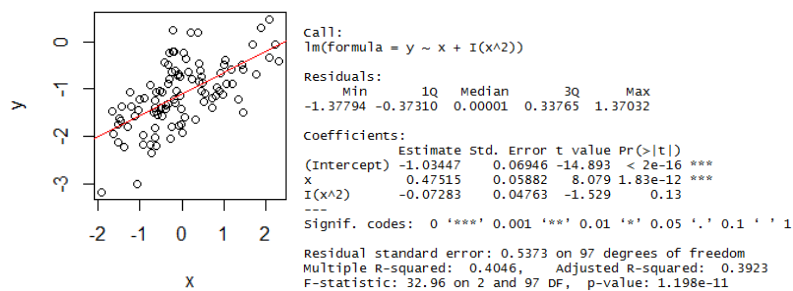 0
-1
-2
-3
y
-2 -1 0 1 2
x
Call:
lm(formula = y ~ x + I(x^2))
Residuals:
Min 1Q Median 3Q Max
-1.37794 -0.37310 0.00001 0.33765 1.37032
Coefficients:
Estimate Std. Error t value Pr(>|t|)
(Intercept) -1.03447 0.06946 -14.893 < 2e-16 ***
x 0.47515 0.05882 8.079 1.83e-12 ***
I(x^2) -0.07283 0.04763 -1.529 0.13
---
Signif. codes: 0 ‘***’ 0.001 ‘**’ 0.01 ‘*’ 0.05 ‘.’ 0.1 ‘ ’ 1
Residual standard error: 0.5373 on 97 degrees of freedom
Multiple R-squared: 0.4046, Adjusted R-squared: 0.3923
F-statistic: 32.96 on 2 and 97 DF, p-value: 1.198e-11